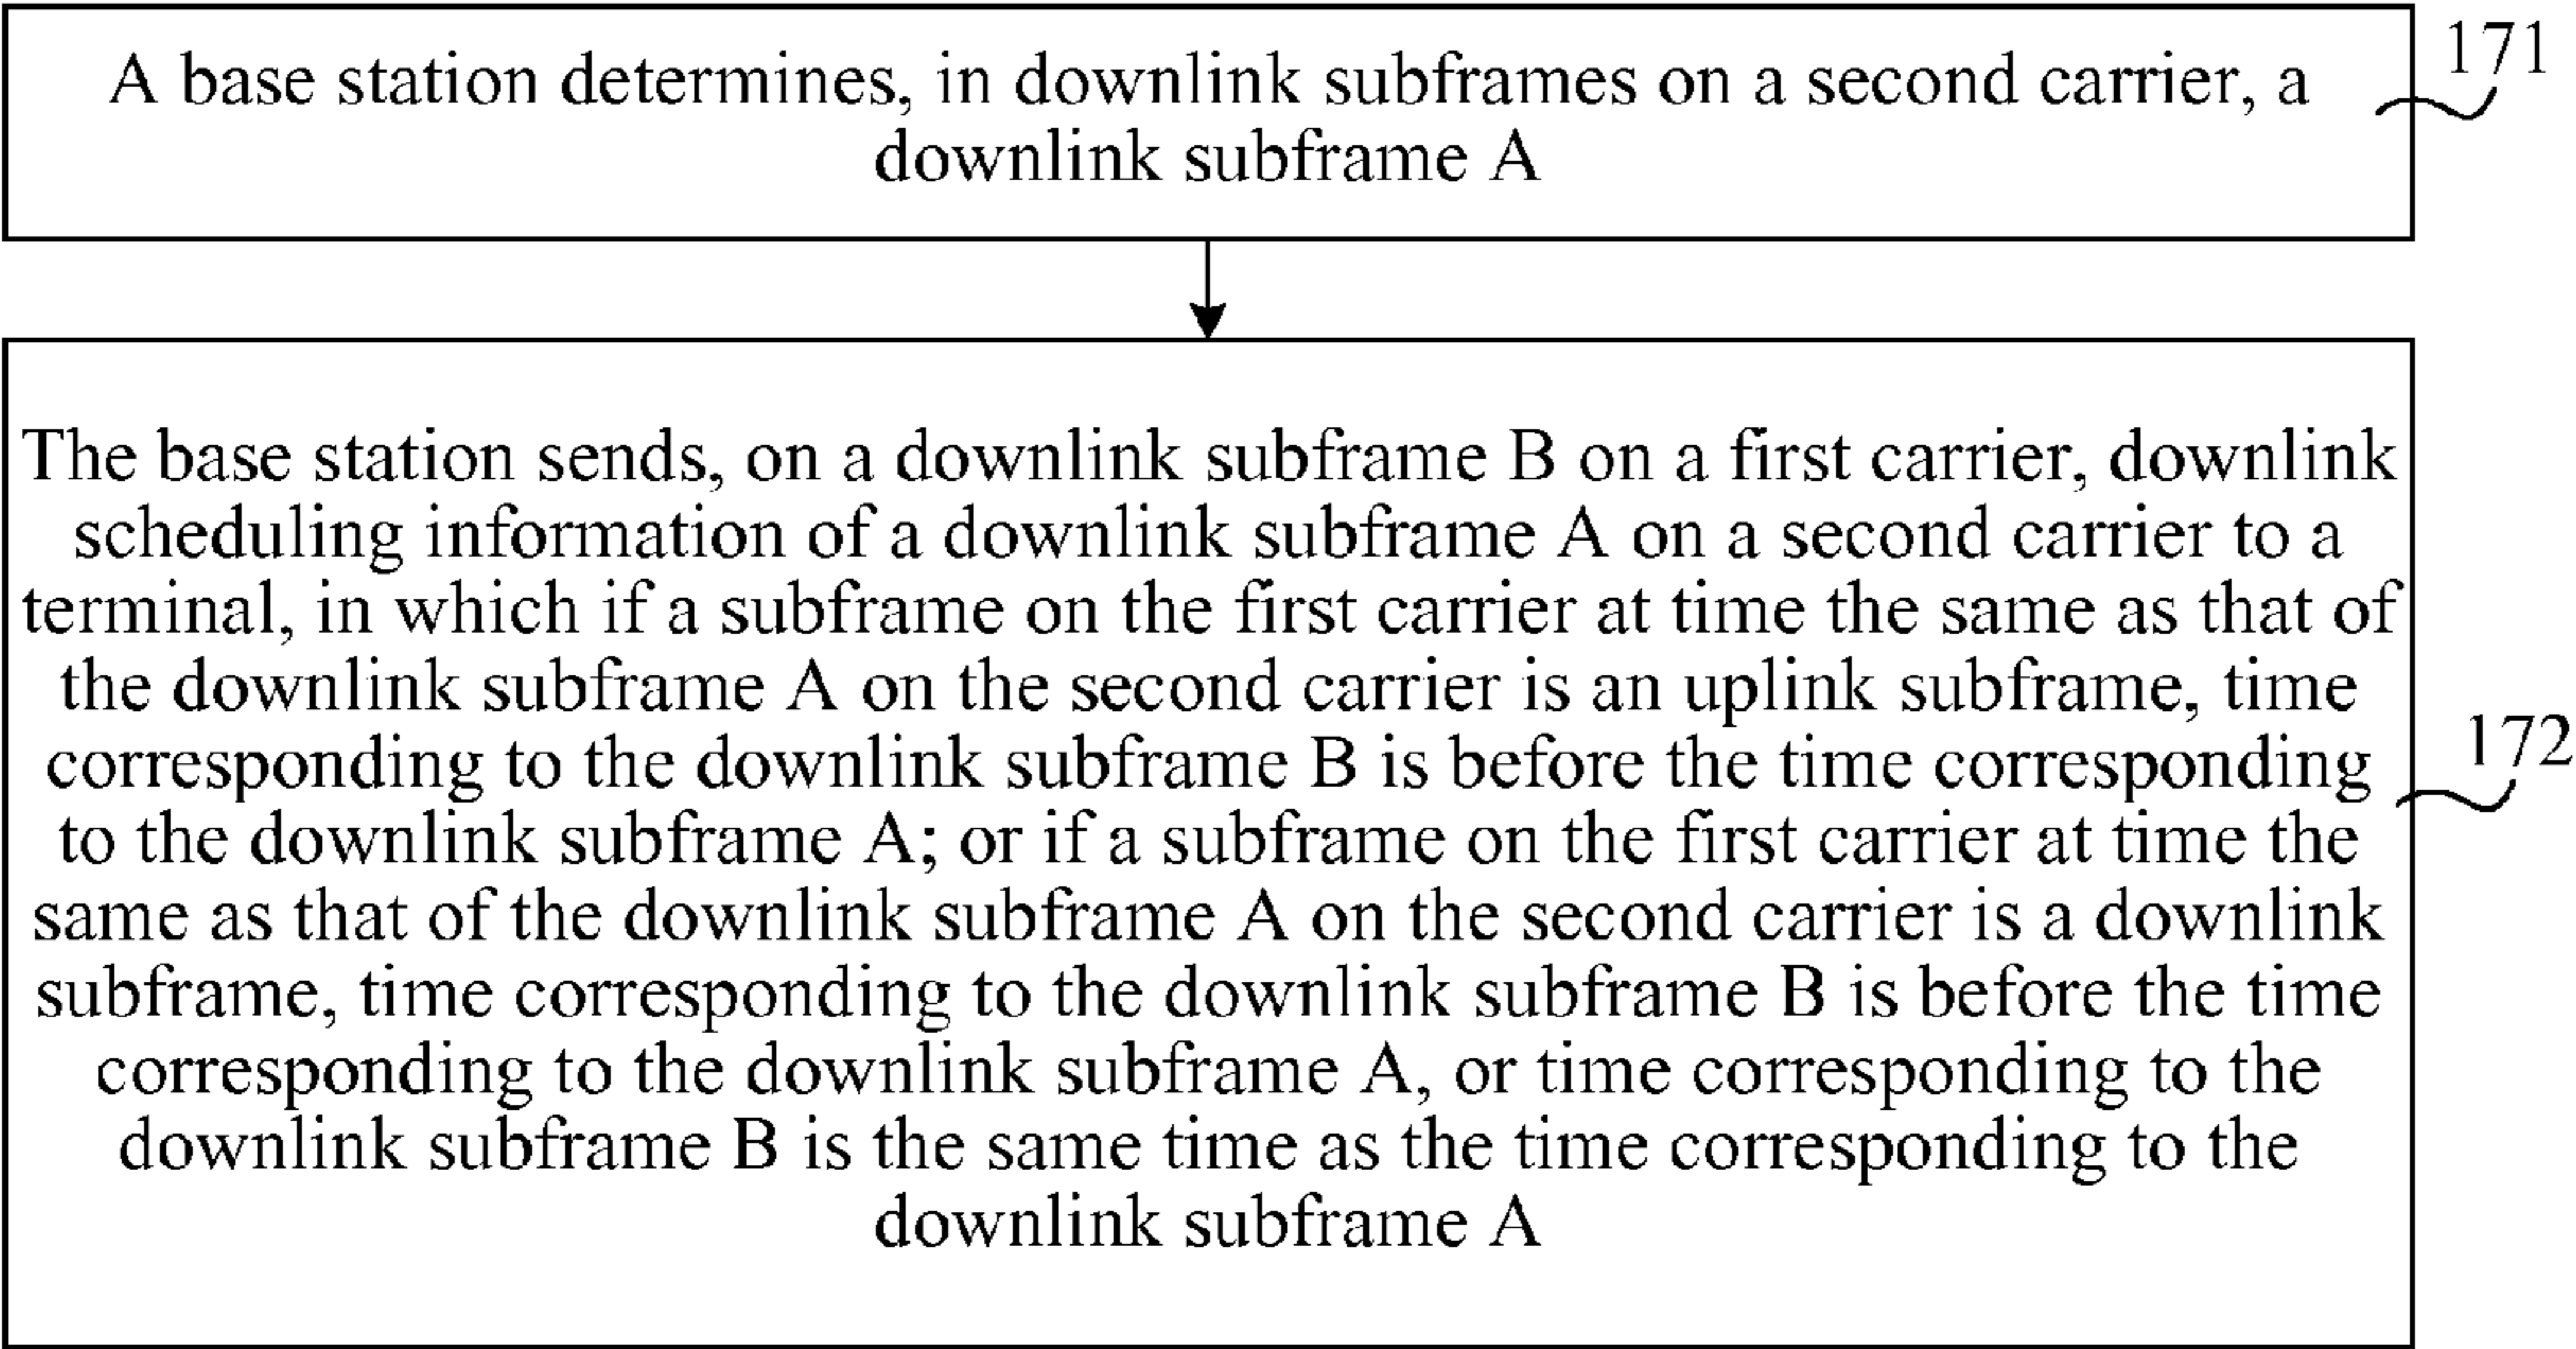 A base station determines, in downlink subframes on a second carrier, a
downlink subframe A
171
The base station sends, on a downlink subframe B on a first carrier, downlink
scheduling information of a downlink subframe A on a second carrier to a
terminal, in which if a subframe on the first carrier at time the same as that of
the downlink subframe A on the second carrier is an uplink subframe, time
corresponding to the downlink subframe B is before the time corresponding
to the downlink subframe A; or if a subframe on the first carrier at time the
same as that of the downlink subframe A on the second carrier is a downlink
subframe, time corresponding to the downlink subframe B is before the time
corresponding to the downlink subframe A, or time corresponding to the
downlink subframe B is the same time as the time corresponding to the
downlink subframe A
172